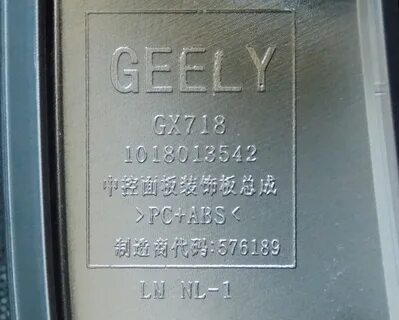 GEELY
GX718
1018013542
中控面板装饰板总成
>PC+ABS<
制造商代码:576189
LM NL-1